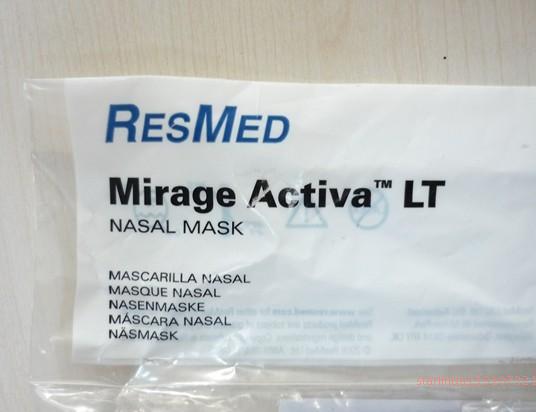 RESMED
Mirage Activa™ LT
NASAL MASK
MASCARILLA NASAL
MASQUE NASAL
NASENMASKE
MÁSCARA NASAL
NÄSMASK